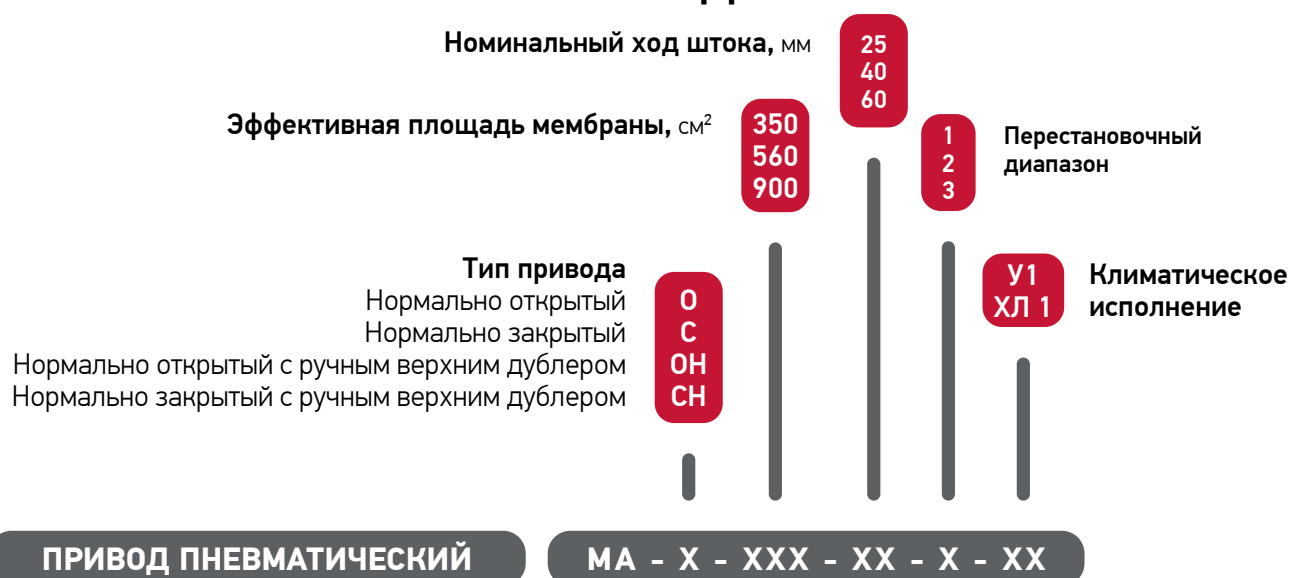 Номинальный ход штока, мм
25
40
60
Эффективная площадь мембраны, см²
350
560
900
1
2
3
Перестановочный
диапазон
Тип привода
Нормально открытый
Нормально закрытый
Нормально открытый с ручным верхним дублером
Нормально закрытый с ручным верхним дублером
О
С
ОН
СН
У1
ХЛ 1
Климатическое
исполнение
ПРИВОД ПНЕВМАТИЧЕСКИЙ
МА - Х - ХХХ - ХХ - Х - ХХ